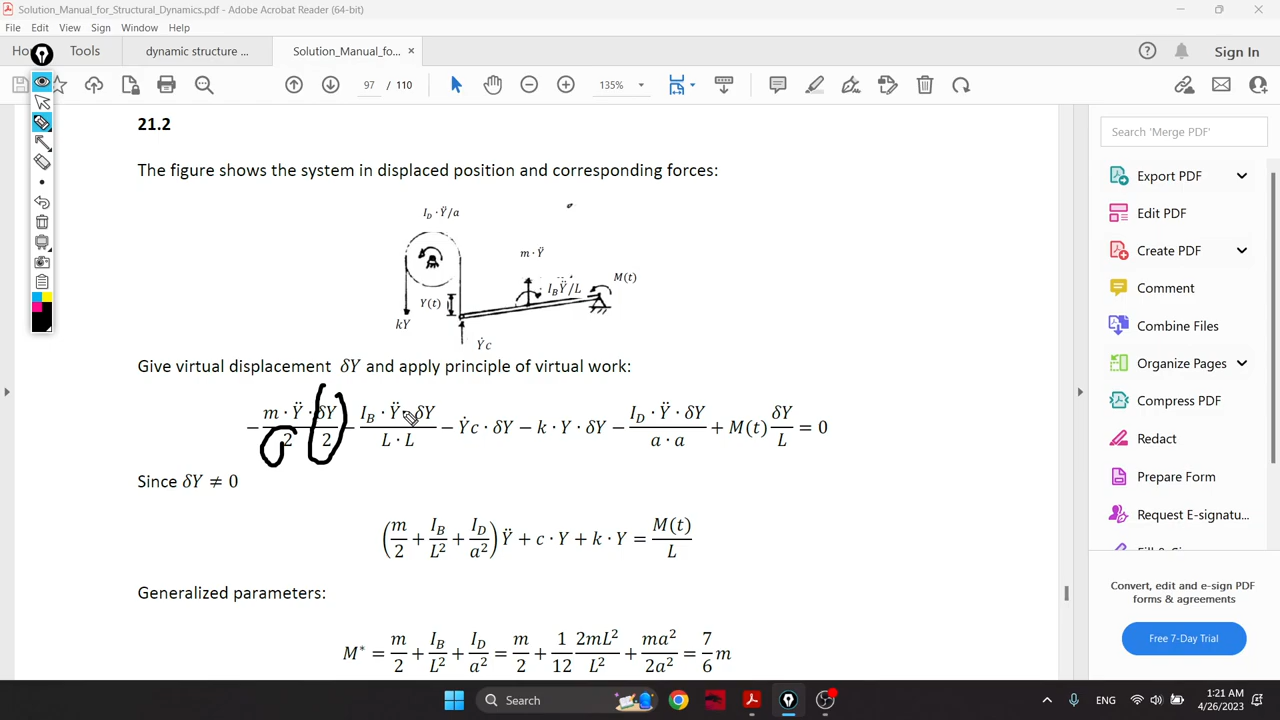 Solution_Manual_for_Structural_Dynamics.pdf - Adobe Acrobat Reader (64-bit)
File Edit View Sign Window Help
Ho Tools dynamic structure ... Solution_Manual_fo... × Sign In
97 / 110 135%
21.2
The figure shows the system in displaced position and corresponding forces:
I_D · Ÿ/a
m · Ÿ
M(t)
I_BŸ/L
Y(t)
kY
Ẏc
Give virtual displacement δY and apply principle of virtual work:
− (m · Ÿ · δY)/(2 2) − (I_B · Ÿ · δY)/(L · L) − Ẏc · δY − k · Y · δY − (I_D · Ÿ · δY)/(a · a) + M(t) δY/L = 0
Since δY ≠ 0
(m/2 + I_B/L² + I_D/a²) Ÿ + c · Y + k · Y = M(t)/L
Generalized parameters:
M* = m/2 + I_B/L² + I_D/a² = m/2 + 1/12 2mL²/L² + ma²/2a² = 7/6 m
Search 'Merge PDF'
Export PDF
Edit PDF
Create PDF
Comment
Combine Files
Organize Pages
Compress PDF
Redact
Prepare Form
Request E-signatu...
Convert, edit and e-sign PDF
forms & agreements
Free 7-Day Trial
Search
ENG
1:21 AM
4/26/2023